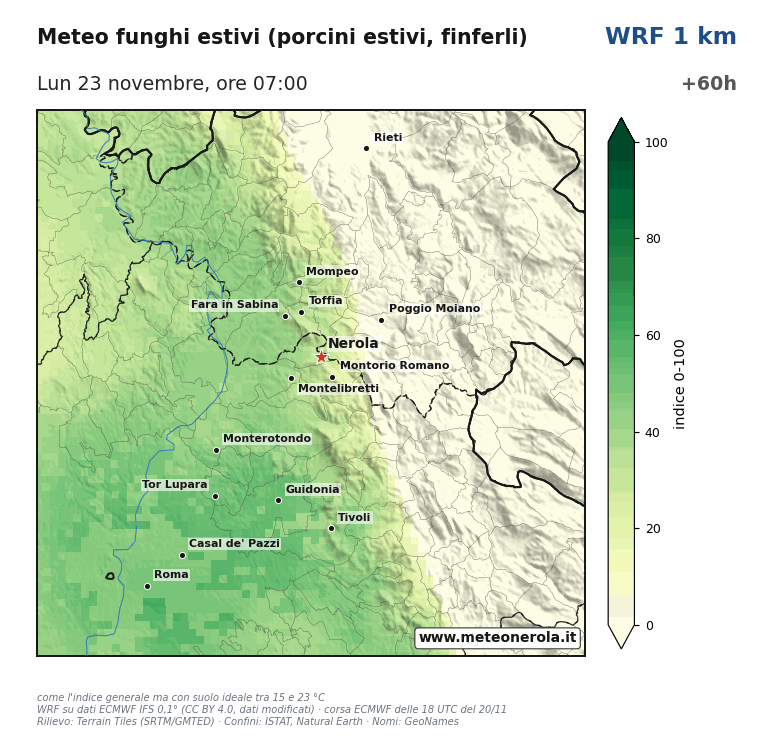 Meteo funghi estivi (porcini estivi, finferli)
WRF 1 km
Lun 23 novembre, ore 07:00
+60h
Rieti
Mompeo
Toffia
Fara in Sabina
Poggio Moiano
Nerola
Montorio Romano
Montelibretti
Monterotondo
Tor Lupara
Guidonia
Tivoli
Casal de' Pazzi
Roma
www.meteonerola.it
100
80
60
40
20
0
indice 0-100
come l'indice generale ma con suolo ideale tra 15 e 23 °C
WRF su dati ECMWF IFS 0,1° (CC BY 4.0, dati modificati) · corsa ECMWF delle 18 UTC del 20/11
Rilievo: Terrain Tiles (SRTM/GMTED) · Confini: ISTAT, Natural Earth · Nomi: GeoNames